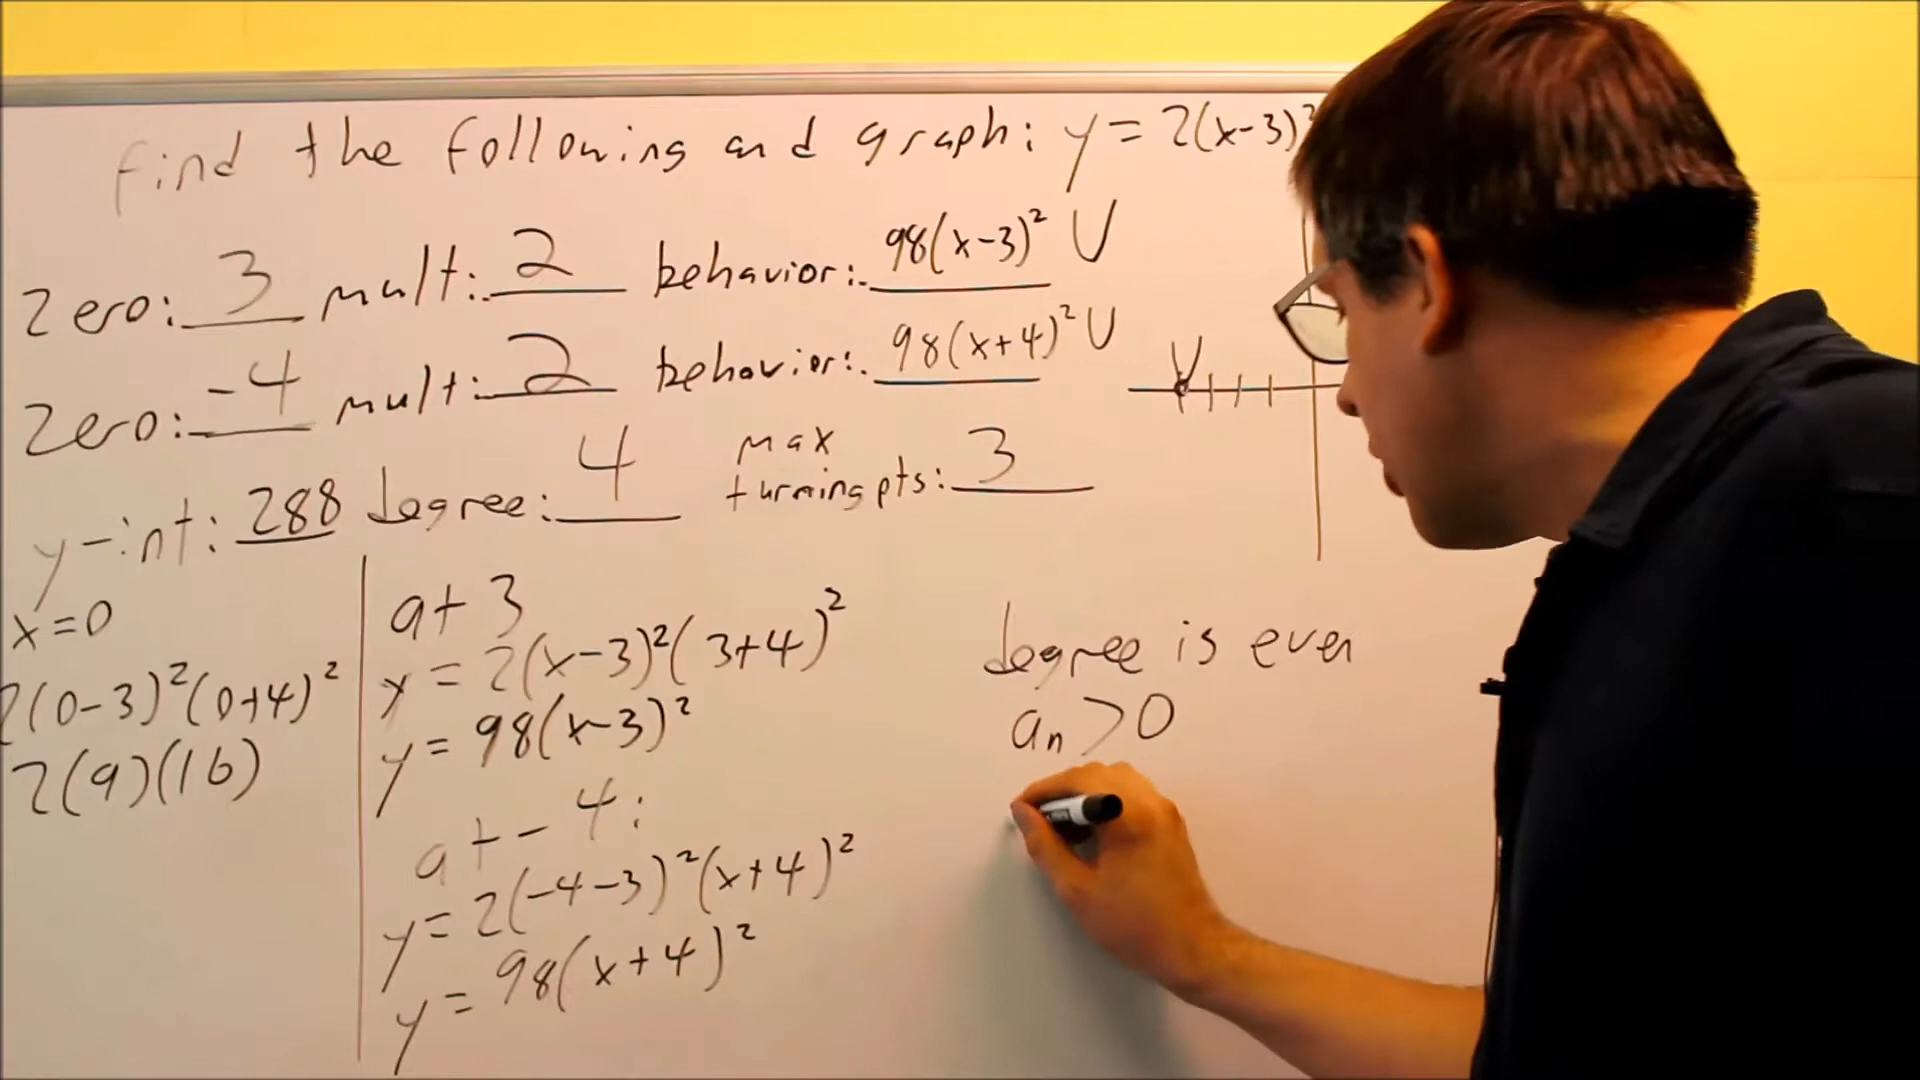 find the following and graph: y = 2(x-3)²
zero: 3 mult: 2 behavior: 98(x-3)² U
zero: -4 mult: 2 behavior: 98(x+4)² U
y-int: 288 degree: 4 max turning pts: 3
x=0
2(0-3)²(0+4)²
2(9)(16)
at 3
y = 2(x-3)²(3+4)²
y = 98(x-3)²
at -4:
y = 2(-4-3)²(x+4)²
y = 98(x+4)²
degree is even
aₙ > 0